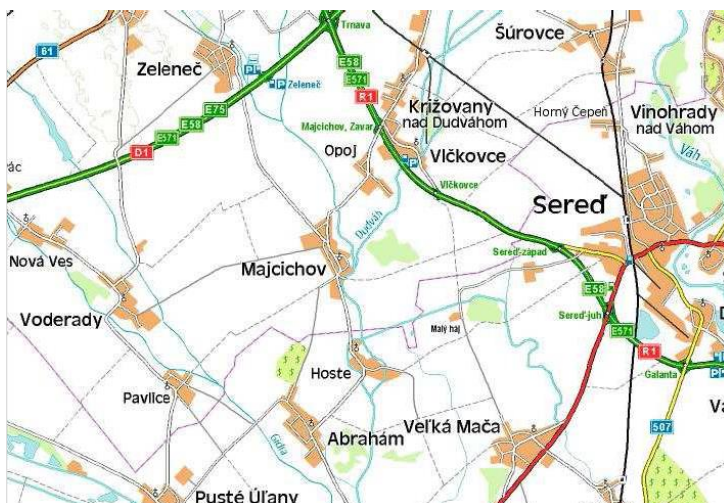 Trnava
Šúrovce
61
Zeleneč
E58
E571
R1
Zeleneč
E75
E58
E571
D1
Križovany
nad Dudváhom
Horný Čepeň
Vinohrady
nad Váhom
Majcichov, Zavar
Opoj
Vlčkovce
Váh
Vlčkovce
Sereď
Dudváh
Nová Ves
Majcichov
Sereď-západ
E58
Voderady
Malý háj
Sereď-juh
E571
R1
Hoste
Galanta
Pavlice
Gidra
Abrahám
Veľká Mača
507
Pusté Úľany